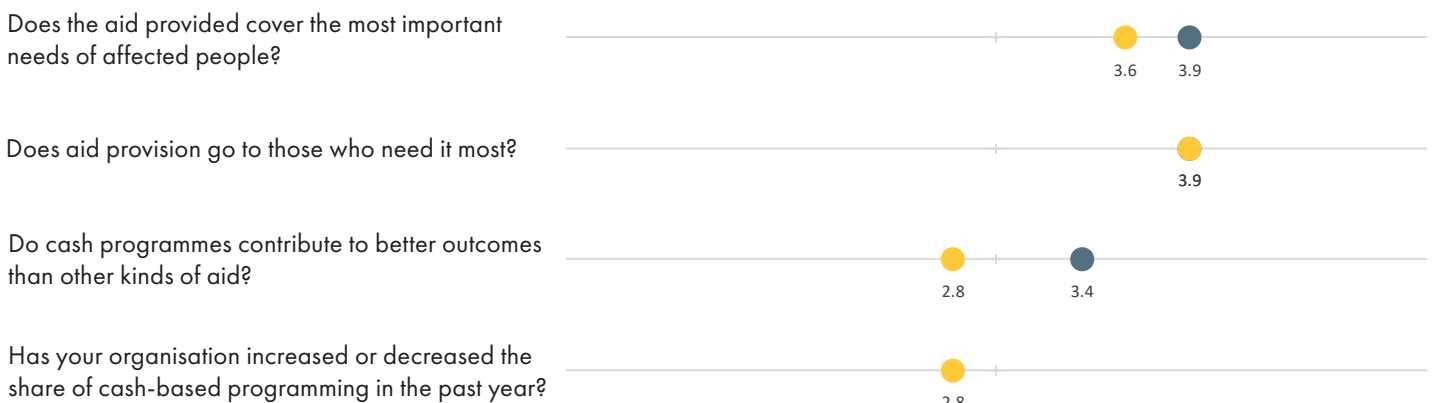 Does the aid provided cover the most important
needs of affected people?
3.6 3.9
Does aid provision go to those who need it most?
3.9
Do cash programmes contribute to better outcomes
than other kinds of aid?
2.8 3.4
Has your organisation increased or decreased the
share of cash-based programming in the past year?
2.8